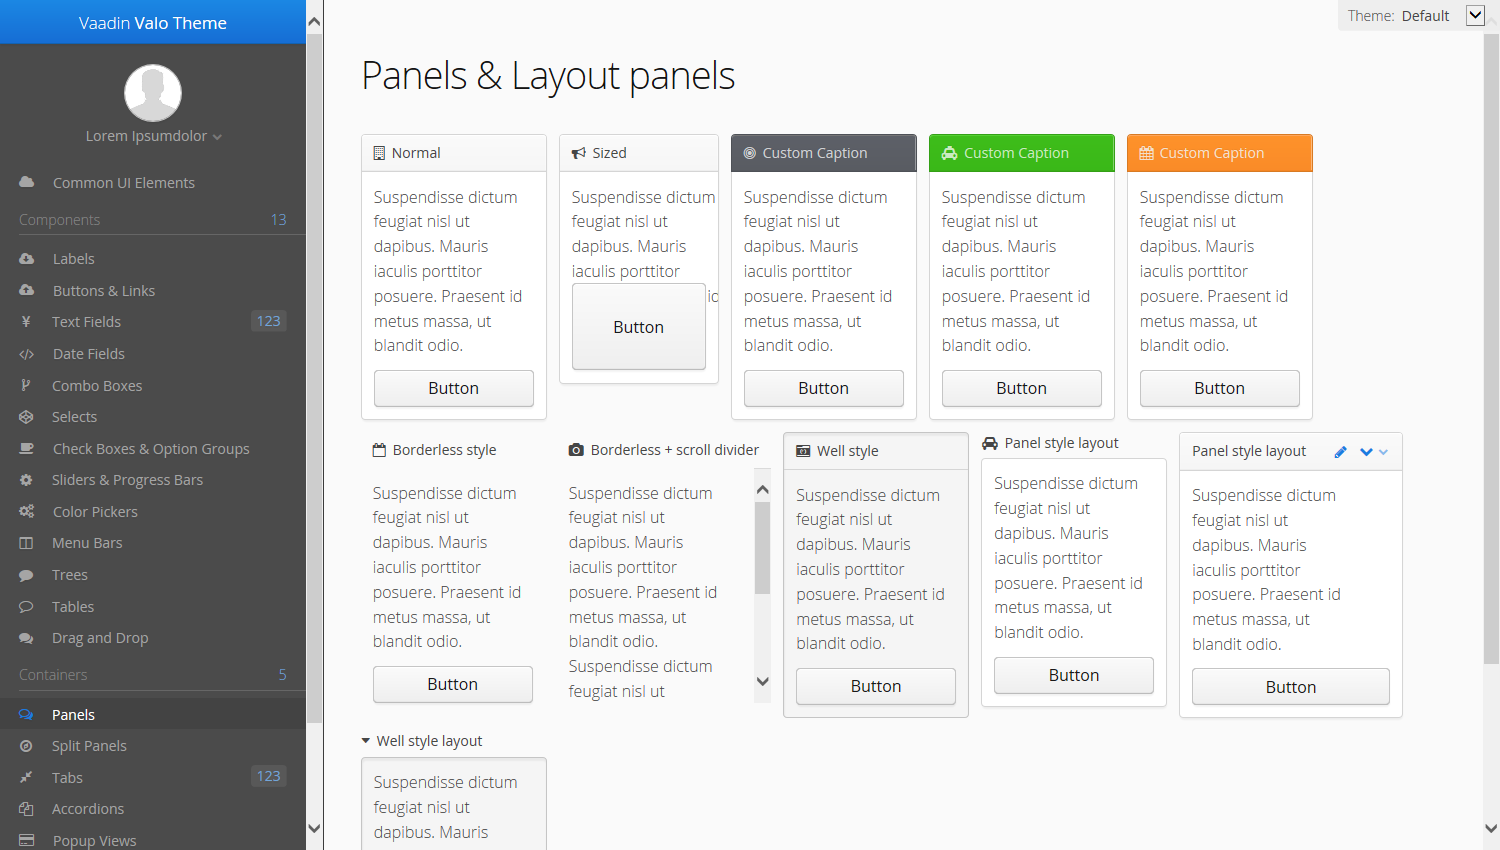 Vaadin Valo Theme
Lorem Ipsumdolor
Common UI Elements
Components 13
Labels
Buttons & Links
Text Fields 123
Date Fields
Combo Boxes
Selects
Check Boxes & Option Groups
Sliders & Progress Bars
Color Pickers
Menu Bars
Trees
Tables
Drag and Drop
Containers 5
Panels
Split Panels
Tabs 123
Accordions
Popup Views
Theme: Default
Panels & Layout panels
Normal
Suspendisse dictum
feugiat nisl ut
dapibus. Mauris
iaculis porttitor
posuere. Praesent id
metus massa, ut
blandit odio.
Button
Sized
Suspendisse dictum
feugiat nisl ut
dapibus. Mauris
iaculis porttitor
id
Button
Custom Caption
Suspendisse dictum
feugiat nisl ut
dapibus. Mauris
iaculis porttitor
posuere. Praesent id
metus massa, ut
blandit odio.
Button
Custom Caption
Suspendisse dictum
feugiat nisl ut
dapibus. Mauris
iaculis porttitor
posuere. Praesent id
metus massa, ut
blandit odio.
Button
Custom Caption
Suspendisse dictum
feugiat nisl ut
dapibus. Mauris
iaculis porttitor
posuere. Praesent id
metus massa, ut
blandit odio.
Button
Borderless style
Suspendisse dictum
feugiat nisl ut
dapibus. Mauris
iaculis porttitor
posuere. Praesent id
metus massa, ut
blandit odio.
Button
Borderless + scroll divider
Suspendisse dictum
feugiat nisl ut
dapibus. Mauris
iaculis porttitor
posuere. Praesent id
metus massa, ut
blandit odio.
Suspendisse dictum
feugiat nisl ut
Well style
Suspendisse dictum
feugiat nisl ut
dapibus. Mauris
iaculis porttitor
posuere. Praesent id
metus massa, ut
blandit odio.
Button
Panel style layout
Suspendisse dictum
feugiat nisl ut
dapibus. Mauris
iaculis porttitor
posuere. Praesent id
metus massa, ut
blandit odio.
Button
Panel style layout
Suspendisse dictum
feugiat nisl ut
dapibus. Mauris
iaculis porttitor
posuere. Praesent id
metus massa, ut
blandit odio.
Button
Well style layout
Suspendisse dictum
feugiat nisl ut
dapibus. Mauris